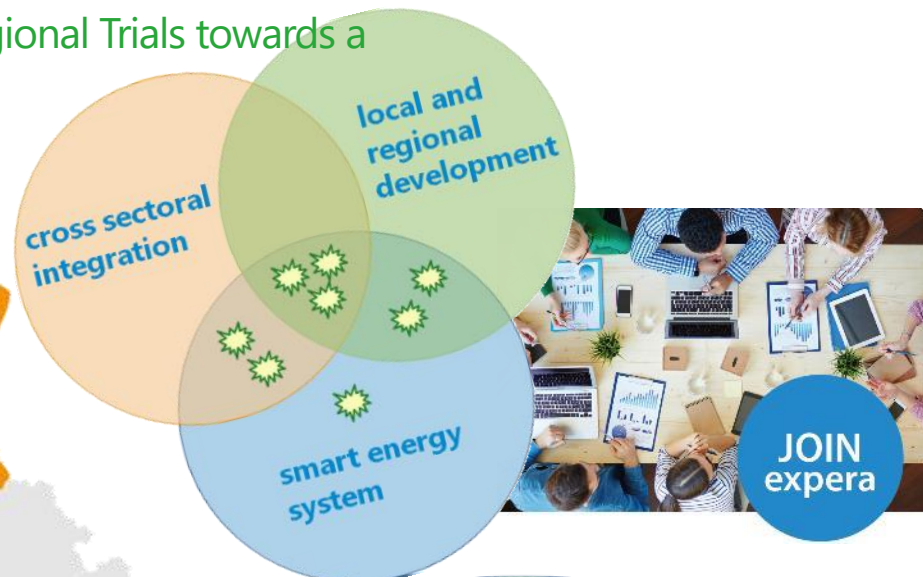 gional Trials towards a
local and
regional
development
cross sectoral
integration
smart energy
system
JOIN
expera